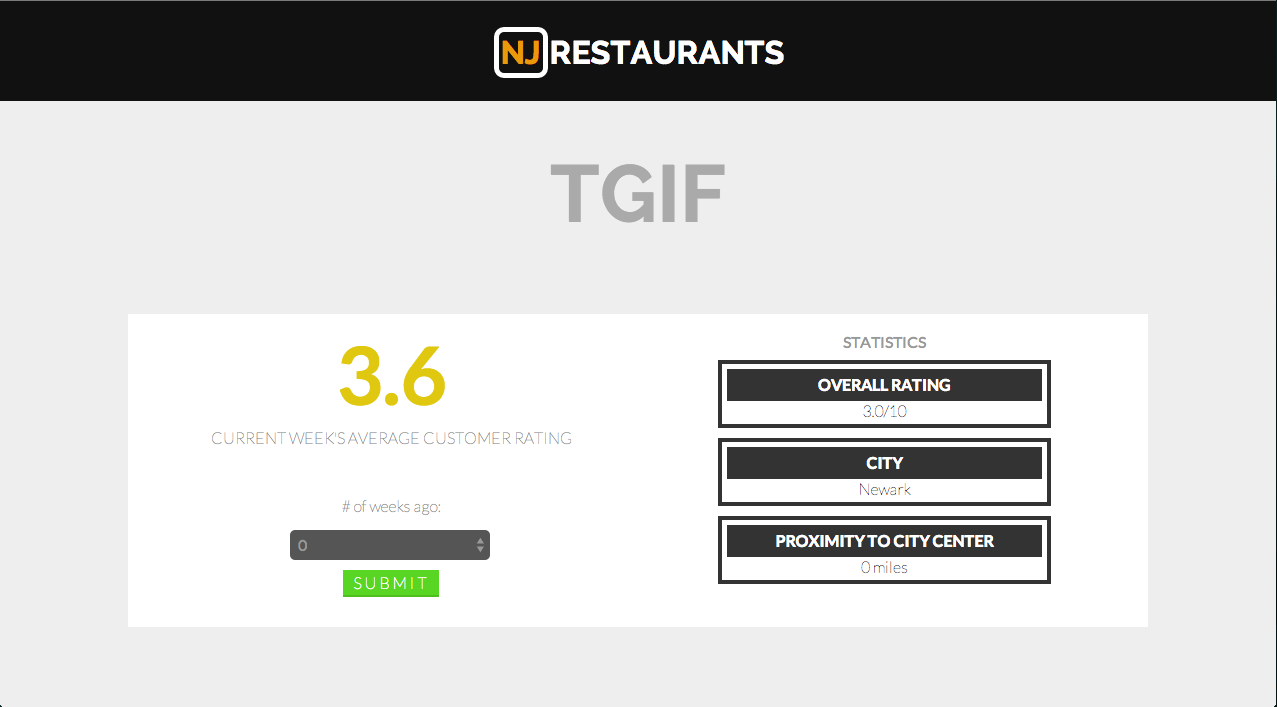 NJ RESTAURANTS
TGIF
3.6
CURRENT WEEK'S AVERAGE CUSTOMER RATING
# of weeks ago:
0
SUBMIT
STATISTICS
OVERALL RATING
3.0/10
CITY
Newark
PROXIMITY TO CITY CENTER
0 miles